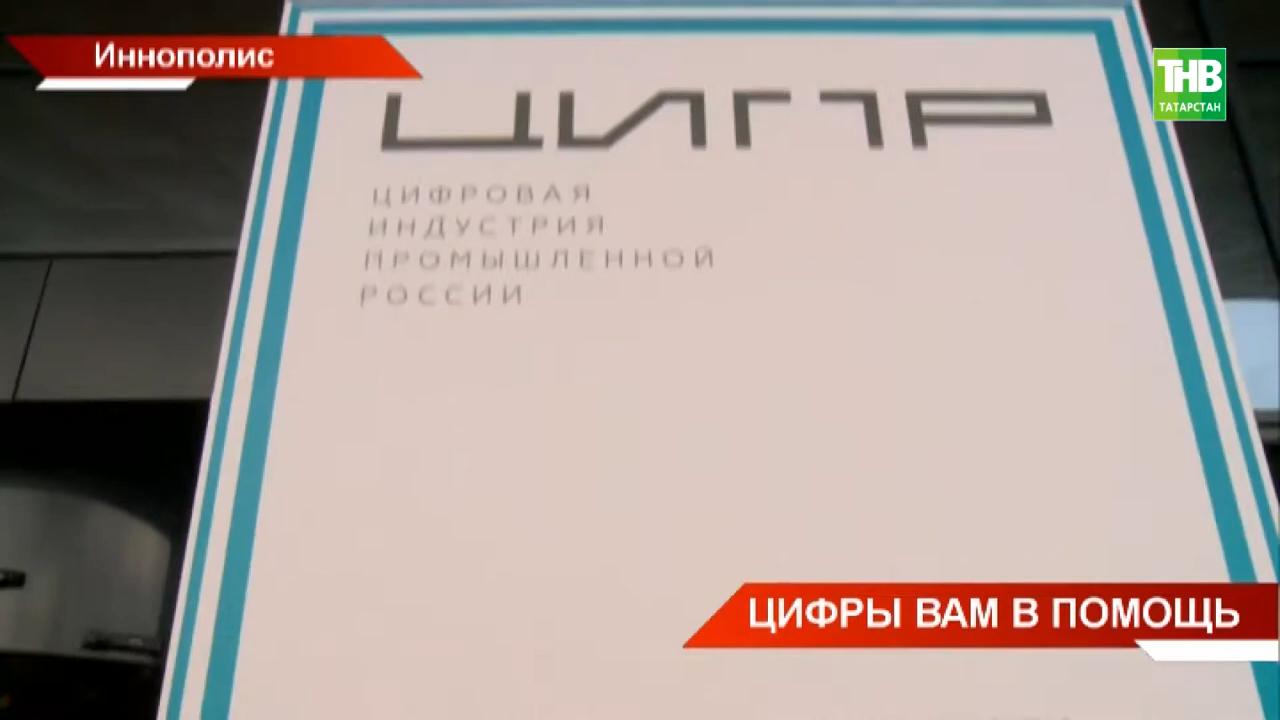 Иннополис
ТНВ
ТАТАРСТАН
ЦИПР
ЦИФРОВАЯ
ИНДУСТРИЯ
ПРОМЫШЛЕННОЙ
РОССИИ
ЦИФРЫ ВАМ В ПОМОЩЬ